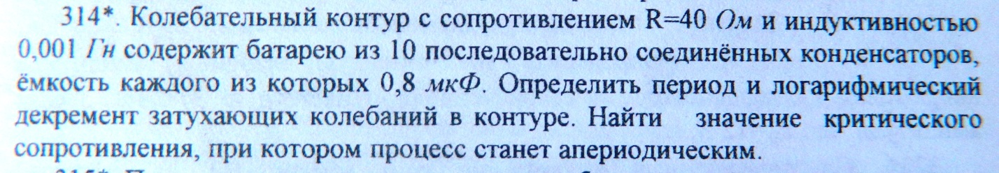 314*. Колебательный контур с сопротивлением R=40 Ом и индуктивностью
0,001 Гн содержит батарею из 10 последовательно соединённых конденсаторов,
ёмкость каждого из которых 0,8 мкФ. Определить период и логарифмический
декремент затухающих колебаний в контуре. Найти значение критического
сопротивления, при котором процесс станет апериодическим.